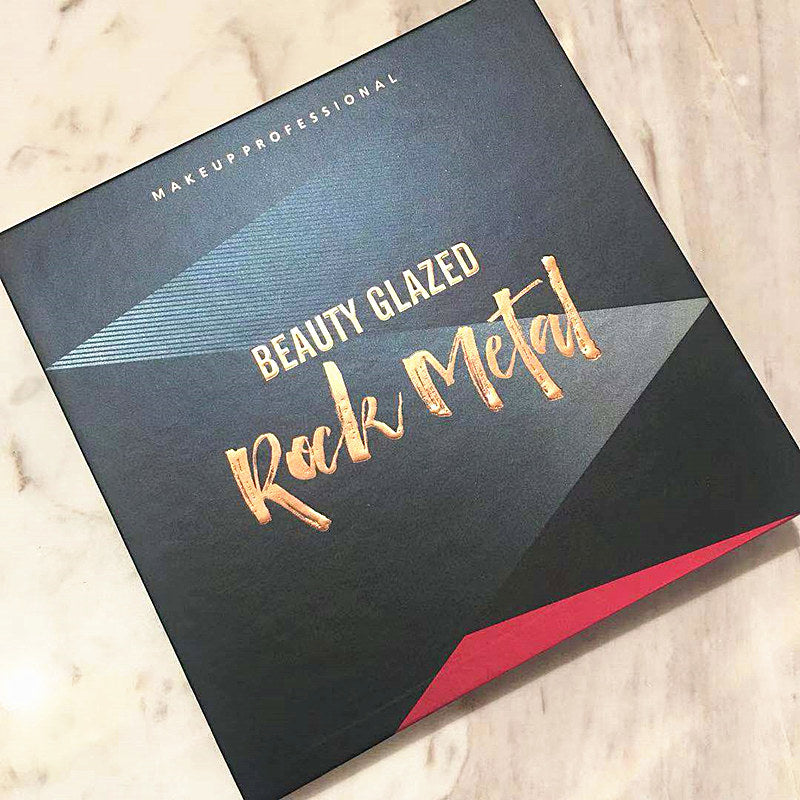 MAKEUP PROFESSIONAL
BEAUTY GLAZED
Rock Metal